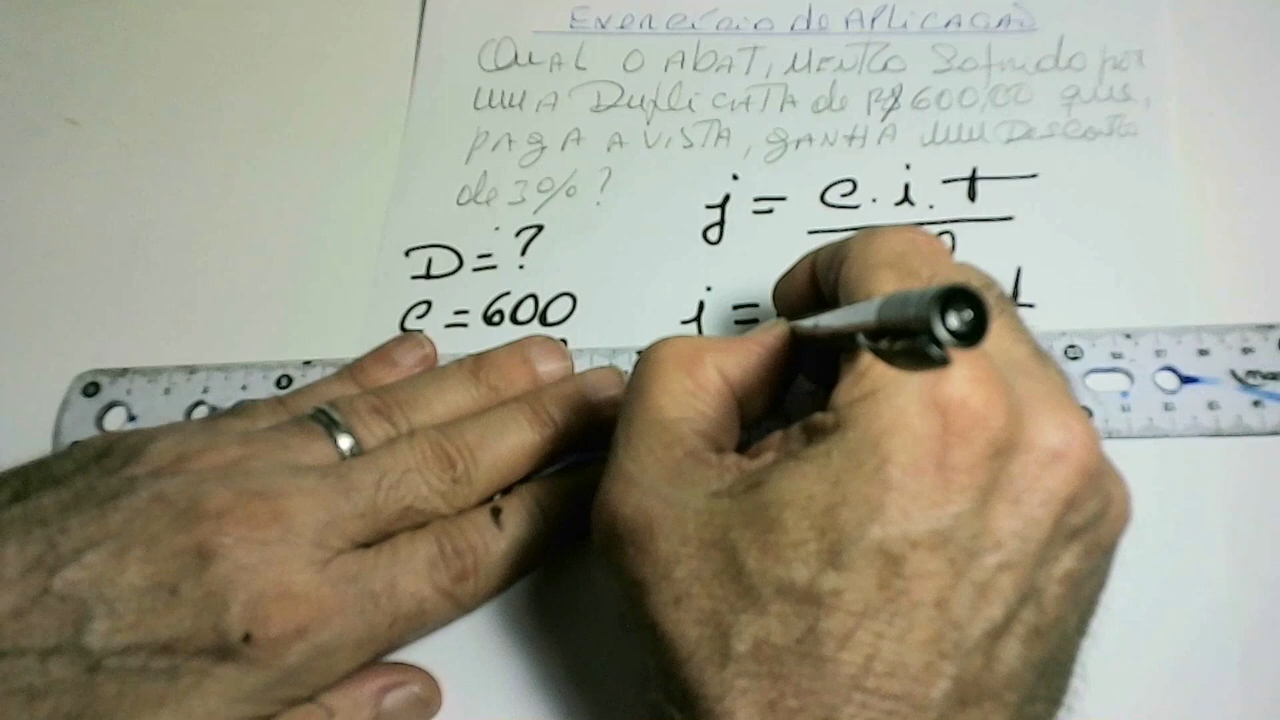 Exercício de APLICAÇÃO
QUAL O ABATIMENTO Sofrido por
uma Duplicata de R$ 600,00 que,
PAGA A VISTA, GANHA um Desconto
de 3%?
j = c.i.t
D = ?
C = 600
j =